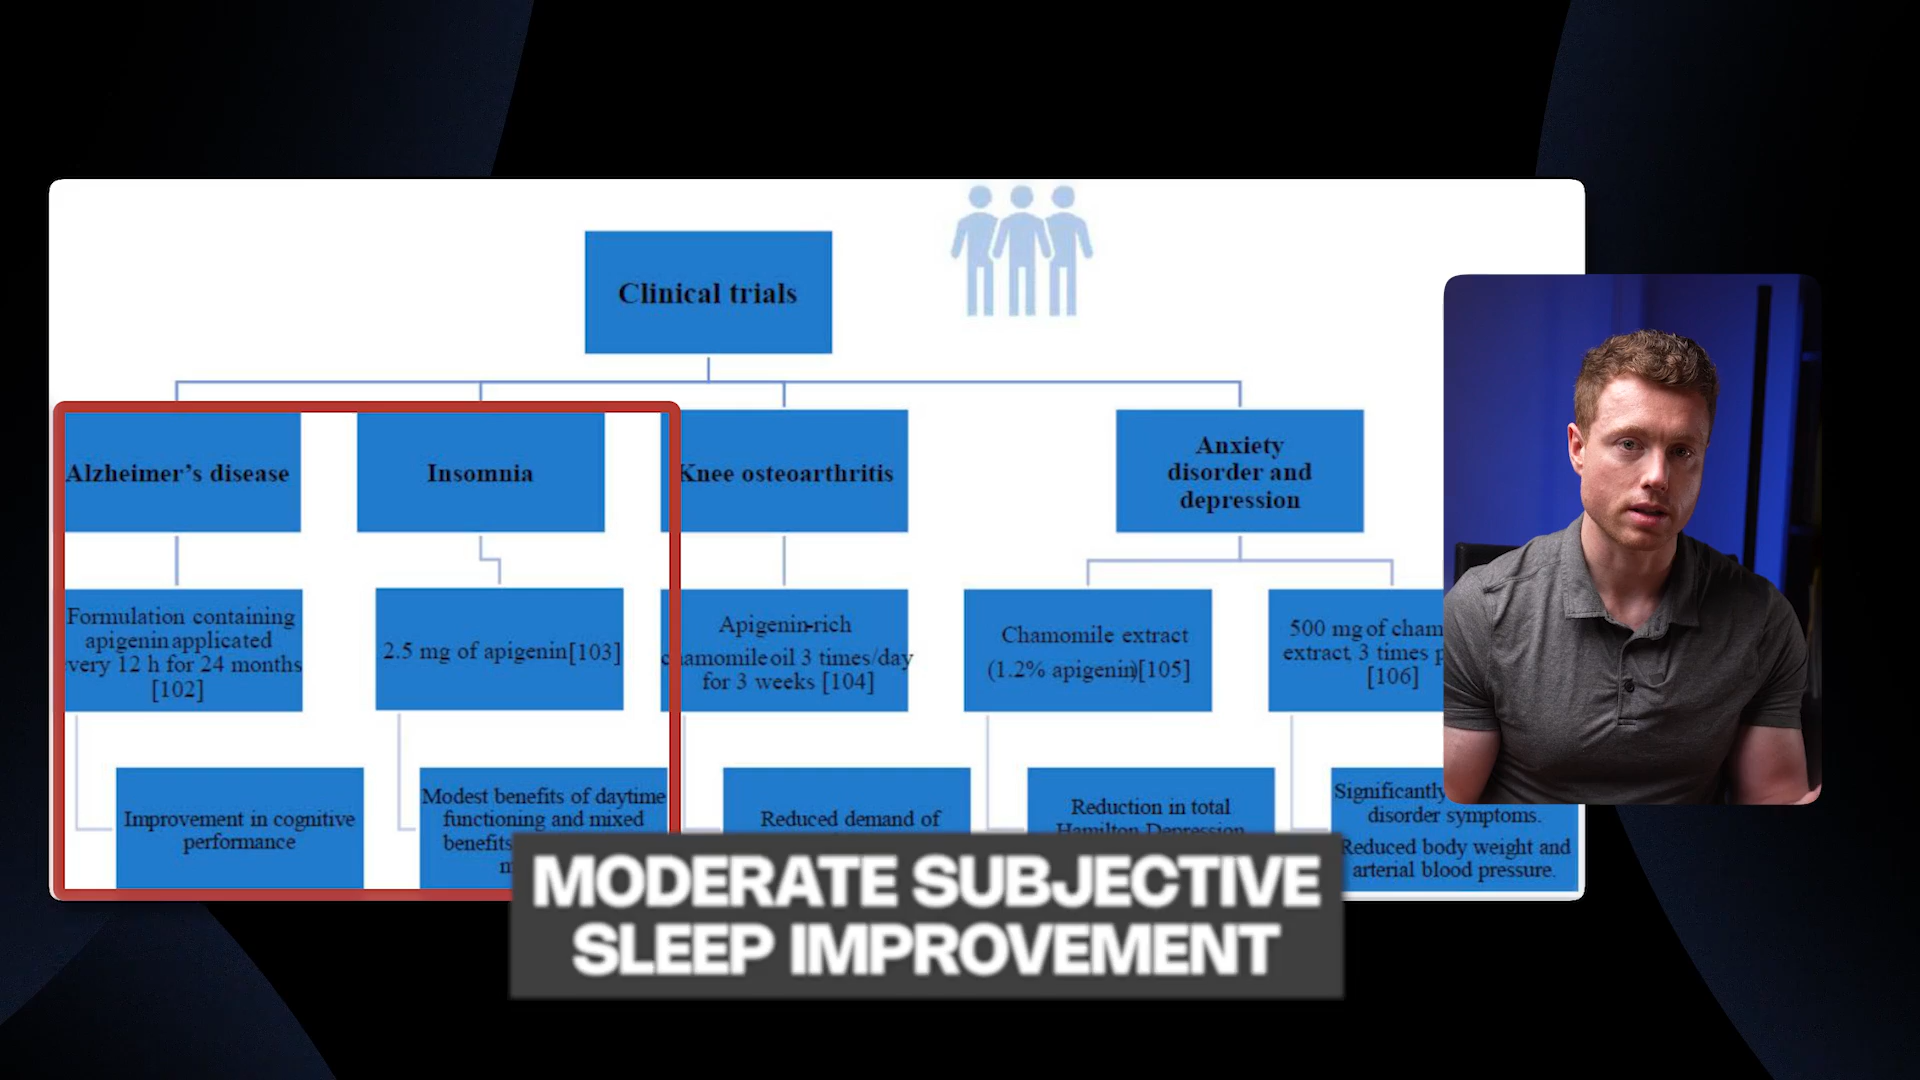 Clinical trials
Alzheimer’s disease
Insomnia
Knee osteoarthritis
Anxiety
disorder and
depression
Formulation containing
apigenin applicated
very 12 h for 24 months
[102]
2.5 mg of apigenin[103]
Apigenin-rich
amomile oil 3 times/day
for 3 weeks [104]
Chamomile extract
(1.2% apigenin)[105]
500 mg of cham
extract, 3 times p
[106]
Improvement in cognitive
performance
Modest benefits of daytime
functioning and mixed
benefits
Reduced demand of
Reduction in total
Hamilton Depression
Significantly
disorder symptoms.
Reduced body weight and
arterial blood pressure.
MODERATE SUBJECTIVE
SLEEP IMPROVEMENT